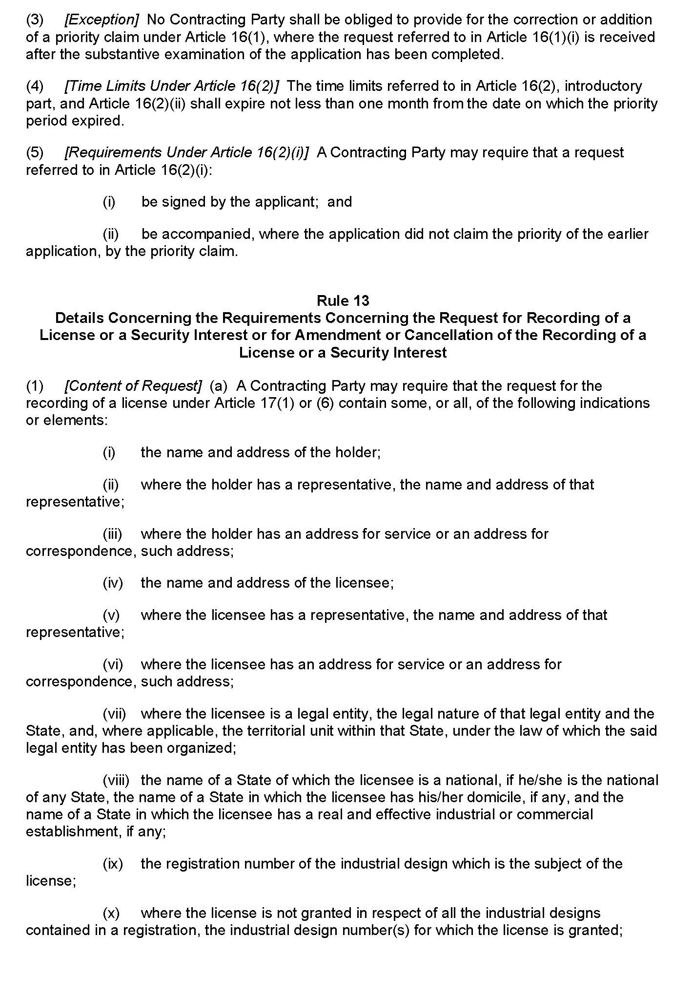 (3) [Exception] No Contracting Party shall be obliged to provide for the correction or addition
of a priority claim under Article 16(1), where the request referred to in Article 16(1)(i) is received
after the substantive examination of the application has been completed.
(4) [Time Limits Under Article 16(2)] The time limits referred to in Article 16(2), introductory
part, and Article 16(2)(ii) shall expire not less than one month from the date on which the priority
period expired.
(5) [Requirements Under Article 16(2)(i)] A Contracting Party may require that a request
referred to in Article 16(2)(i):
(i) be signed by the applicant; and
(ii) be accompanied, where the application did not claim the priority of the earlier
application, by the priority claim.
Rule 13
Details Concerning the Requirements Concerning the Request for Recording of a
License or a Security Interest or for Amendment or Cancellation of the Recording of a
License or a Security Interest
(1) [Content of Request] (a) A Contracting Party may require that the request for the
recording of a license under Article 17(1) or (6) contain some, or all, of the following indications
or elements:
(i) the name and address of the holder;
(ii) where the holder has a representative, the name and address of that
representative;
(iii) where the holder has an address for service or an address for
correspondence, such address;
(iv) the name and address of the licensee;
(v) where the licensee has a representative, the name and address of that
representative;
(vi) where the licensee has an address for service or an address for
correspondence, such address;
(vii) where the licensee is a legal entity, the legal nature of that legal entity and the
State, and, where applicable, the territorial unit within that State, under the law of which the said
legal entity has been organized;
(viii) the name of a State of which the licensee is a national, if he/she is the national
of any State, the name of a State in which the licensee has his/her domicile, if any, and the
name of a State in which the licensee has a real and effective industrial or commercial
establishment, if any;
(ix) the registration number of the industrial design which is the subject of the
license;
(x) where the license is not granted in respect of all the industrial designs
contained in a registration, the industrial design number(s) for which the license is granted;